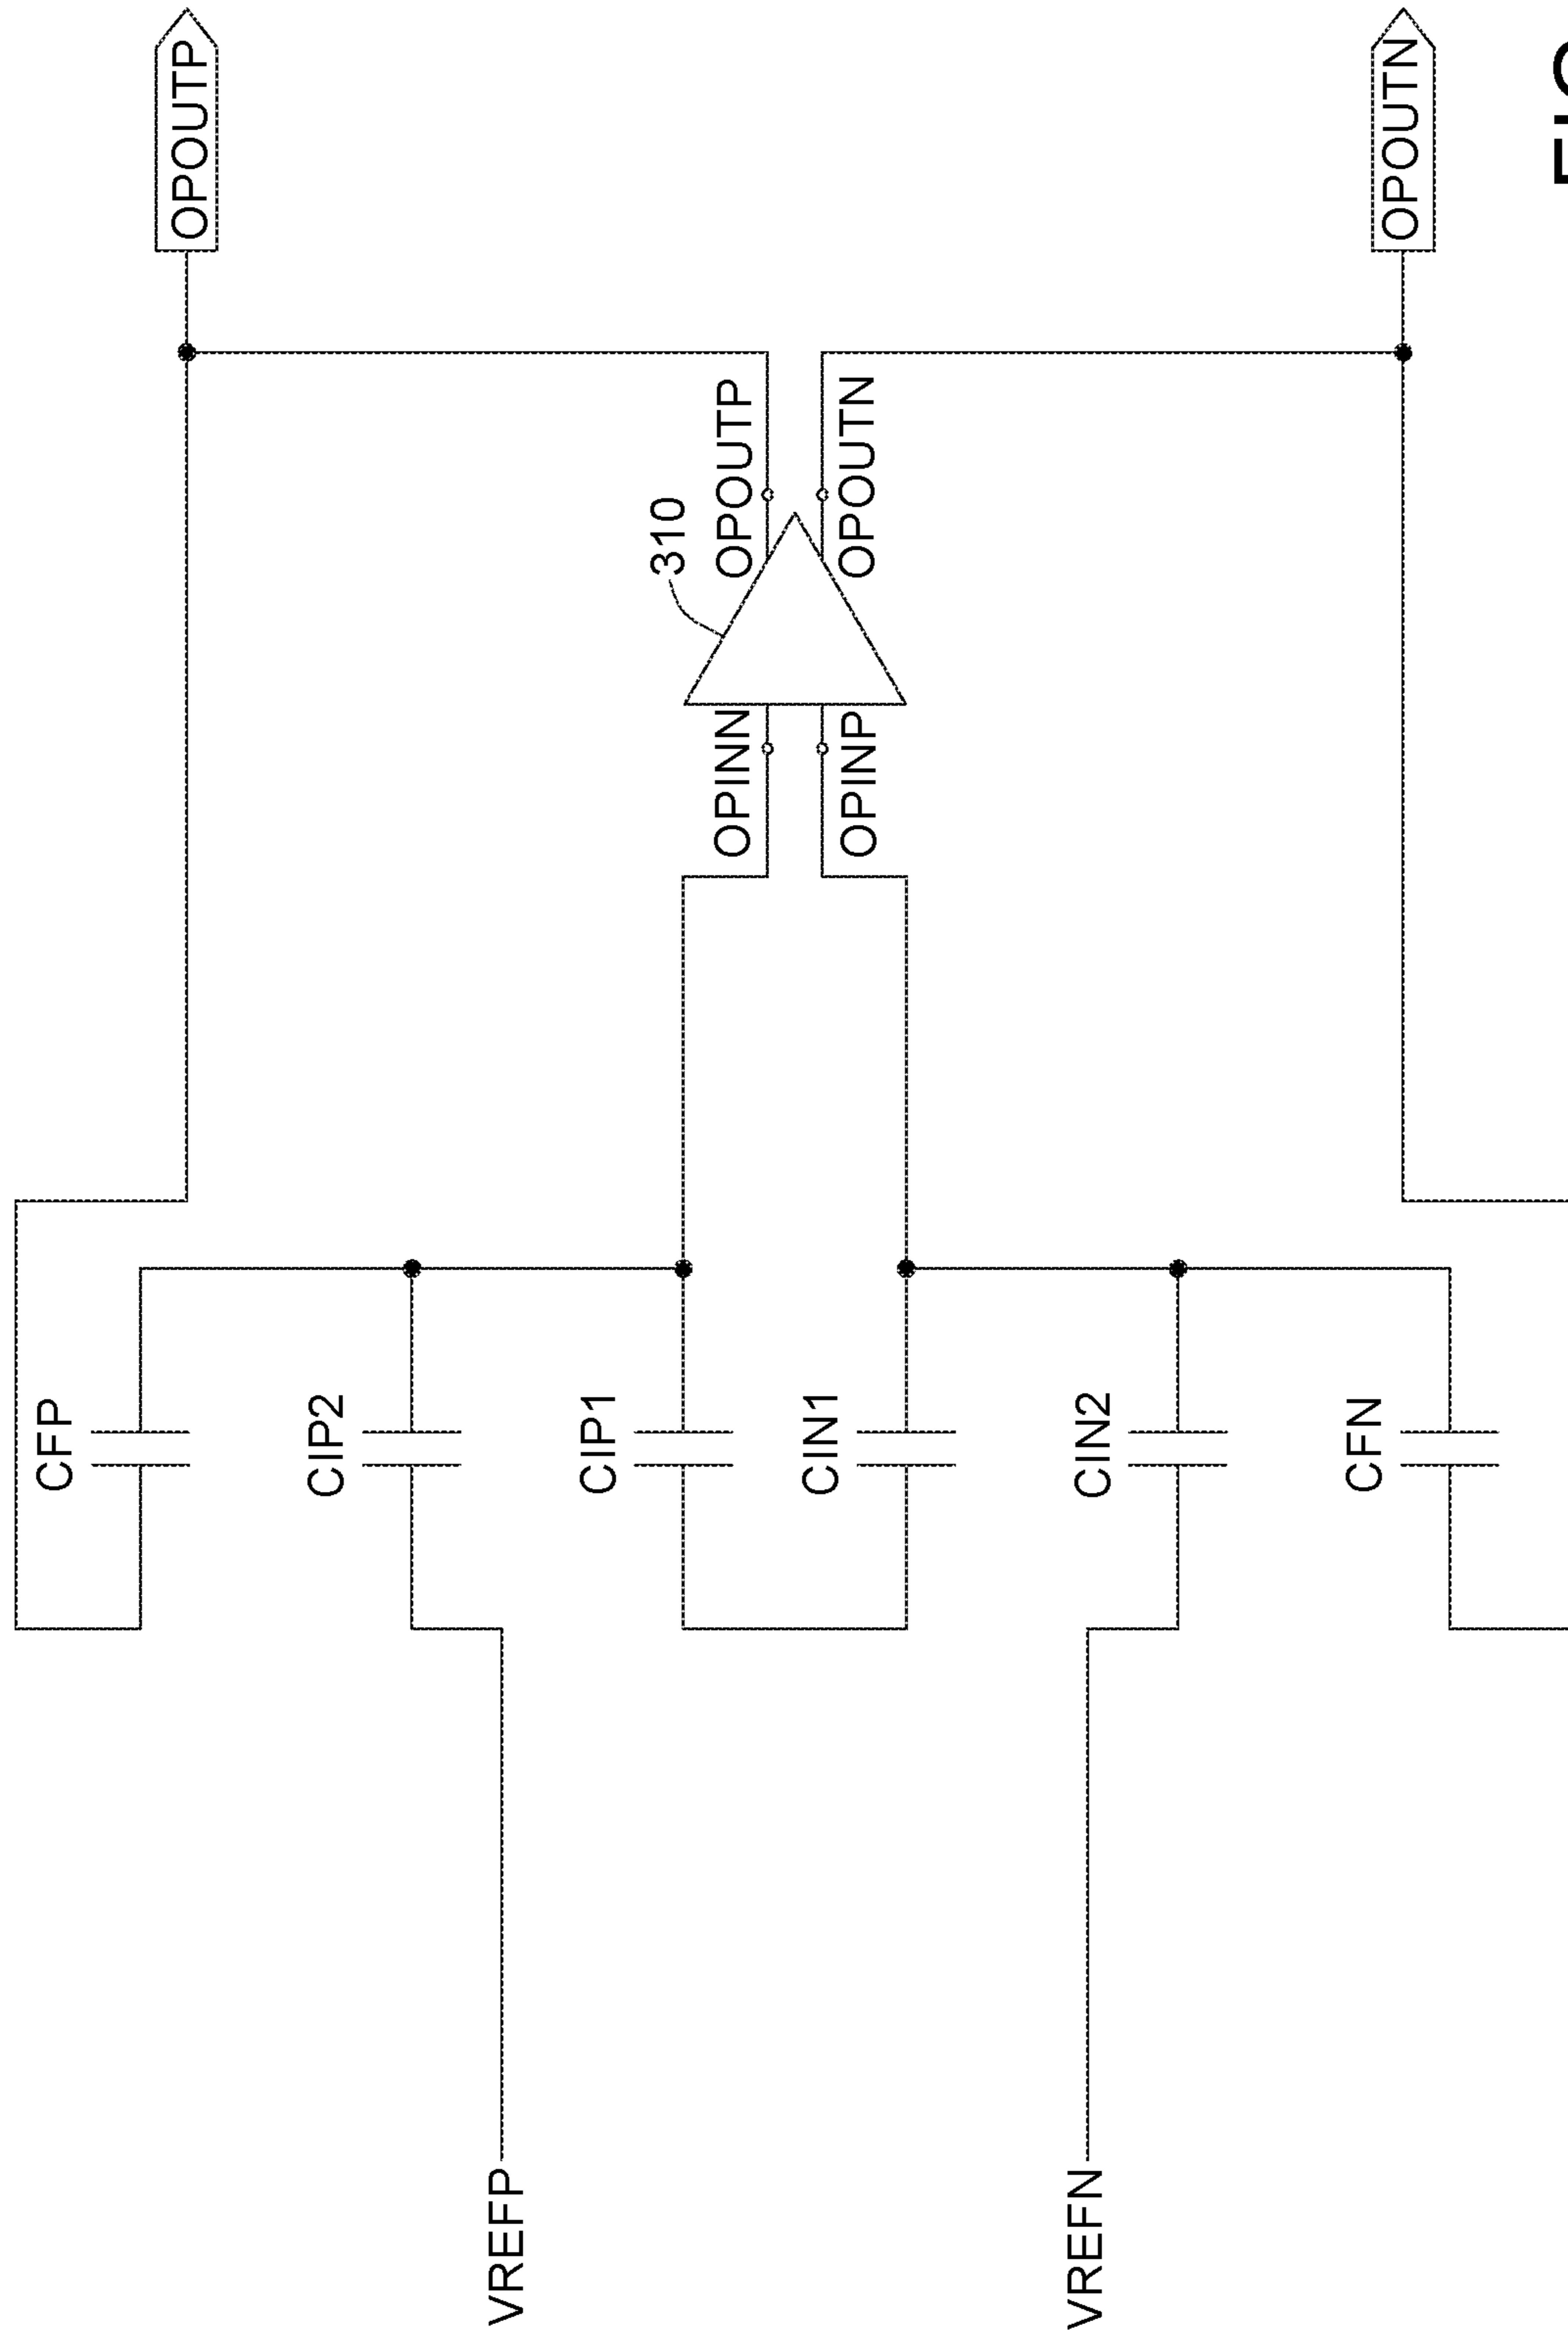 OPOUTP
CFP
CIP2
310
OPOUTP
OPINN
VREFP
CIP1
CIN1
OPINP
OPOUTN
VREFN
CIN2
CFN
OPOUTN